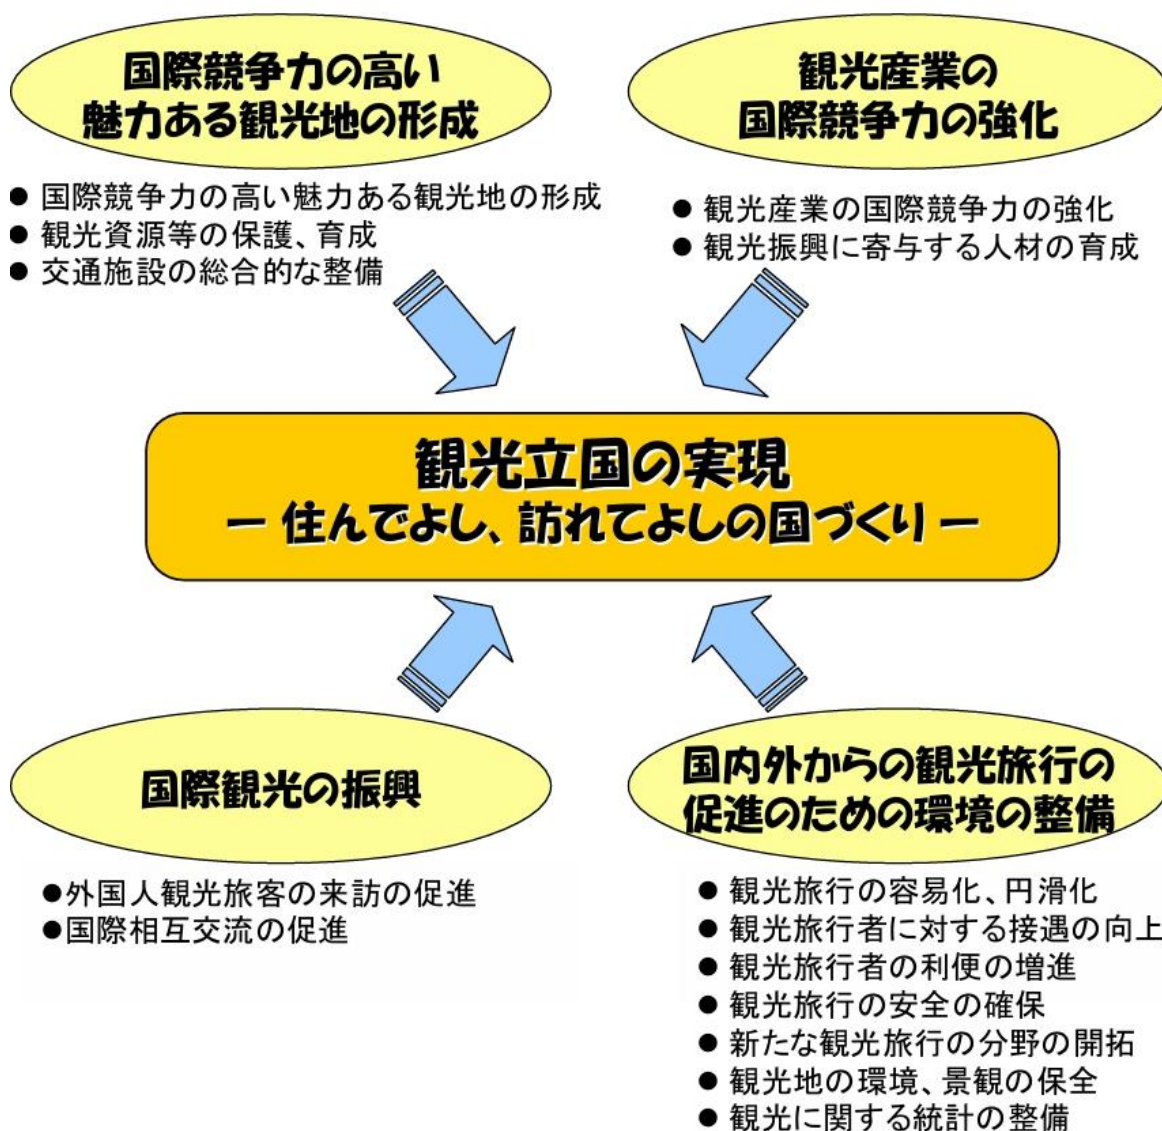 国際競争力の高い
魅力ある観光地の形成
● 国際競争力の高い魅力ある観光地の形成
● 観光資源等の保護、育成
● 交通施設の総合的な整備
観光産業の
国際競争力の強化
● 観光産業の国際競争力の強化
● 観光振興に寄与する人材の育成
観光立国の実現
― 住んでよし、訪れてよしの国づくり ―
国際観光の振興
●外国人観光旅客の来訪の促進
●国際相互交流の促進
国内外からの観光旅行の
促進のための環境の整備
● 観光旅行の容易化、円滑化
● 観光旅行者に対する接遇の向上
● 観光旅行者の利便の増進
● 観光旅行の安全の確保
● 新たな観光旅行の分野の開拓
● 観光地の環境、景観の保全
● 観光に関する統計の整備